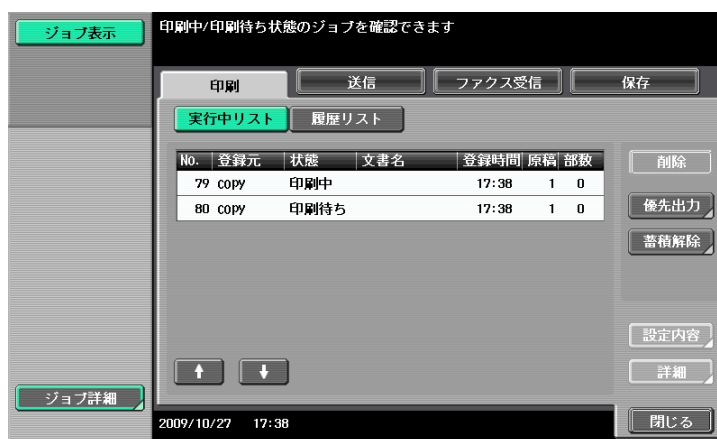 ジョブ表示
印刷中/印刷待ち状態のジョブを確認できます
印刷 送信 ファクス受信 保存
実行中リスト 履歴リスト
No. 登録元 状態 文書名 登録時間 原稿 部数
79 copy 印刷中 17:38 1 0
80 copy 印刷待ち 17:38 1 0
削除
優先出力
蓄積解除
設定内容
詳細
ジョブ詳細
2009/10/27 17:38
閉じる